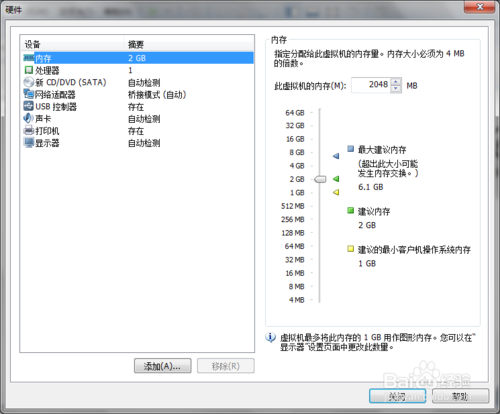 硬件
设备 摘要
内存 2 GB
处理器 1
新 CD/DVD (SATA) 自动检测
网络适配器 桥接模式 (自动)
USB 控制器 存在
声卡 自动检测
打印机 存在
显示器 自动检测
添加(A)...
移除(R)
内存
指定分配给此虚拟机的内存量。内存大小必须为 4 MB
的倍数。
此虚拟机的内存(M): 2048 MB
64 GB
32 GB
16 GB
8 GB
4 GB
2 GB
1 GB
512 MB
256 MB
128 MB
64 MB
32 MB
16 MB
8 MB
4 MB
最大建议内存
(超出此大小可能
发生内存交换。)
6.1 GB
建议内存
2 GB
建议的最小客户机操作系统内存
1 GB
虚拟机最多将此内存的 1 GB 用作图形内存。您可以在"
显示器"设置页面中更改此数量。
关闭
帮助
Baidu 经验